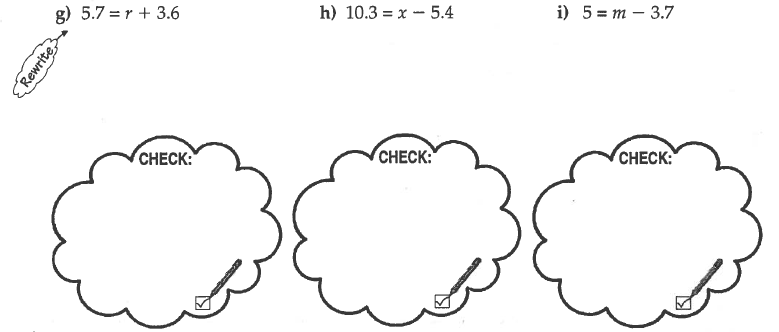 g) 5.7 = r + 3.6
h) 10.3 = x − 5.4
i) 5 = m − 3.7
Rewrite
CHECK:
CHECK:
CHECK: